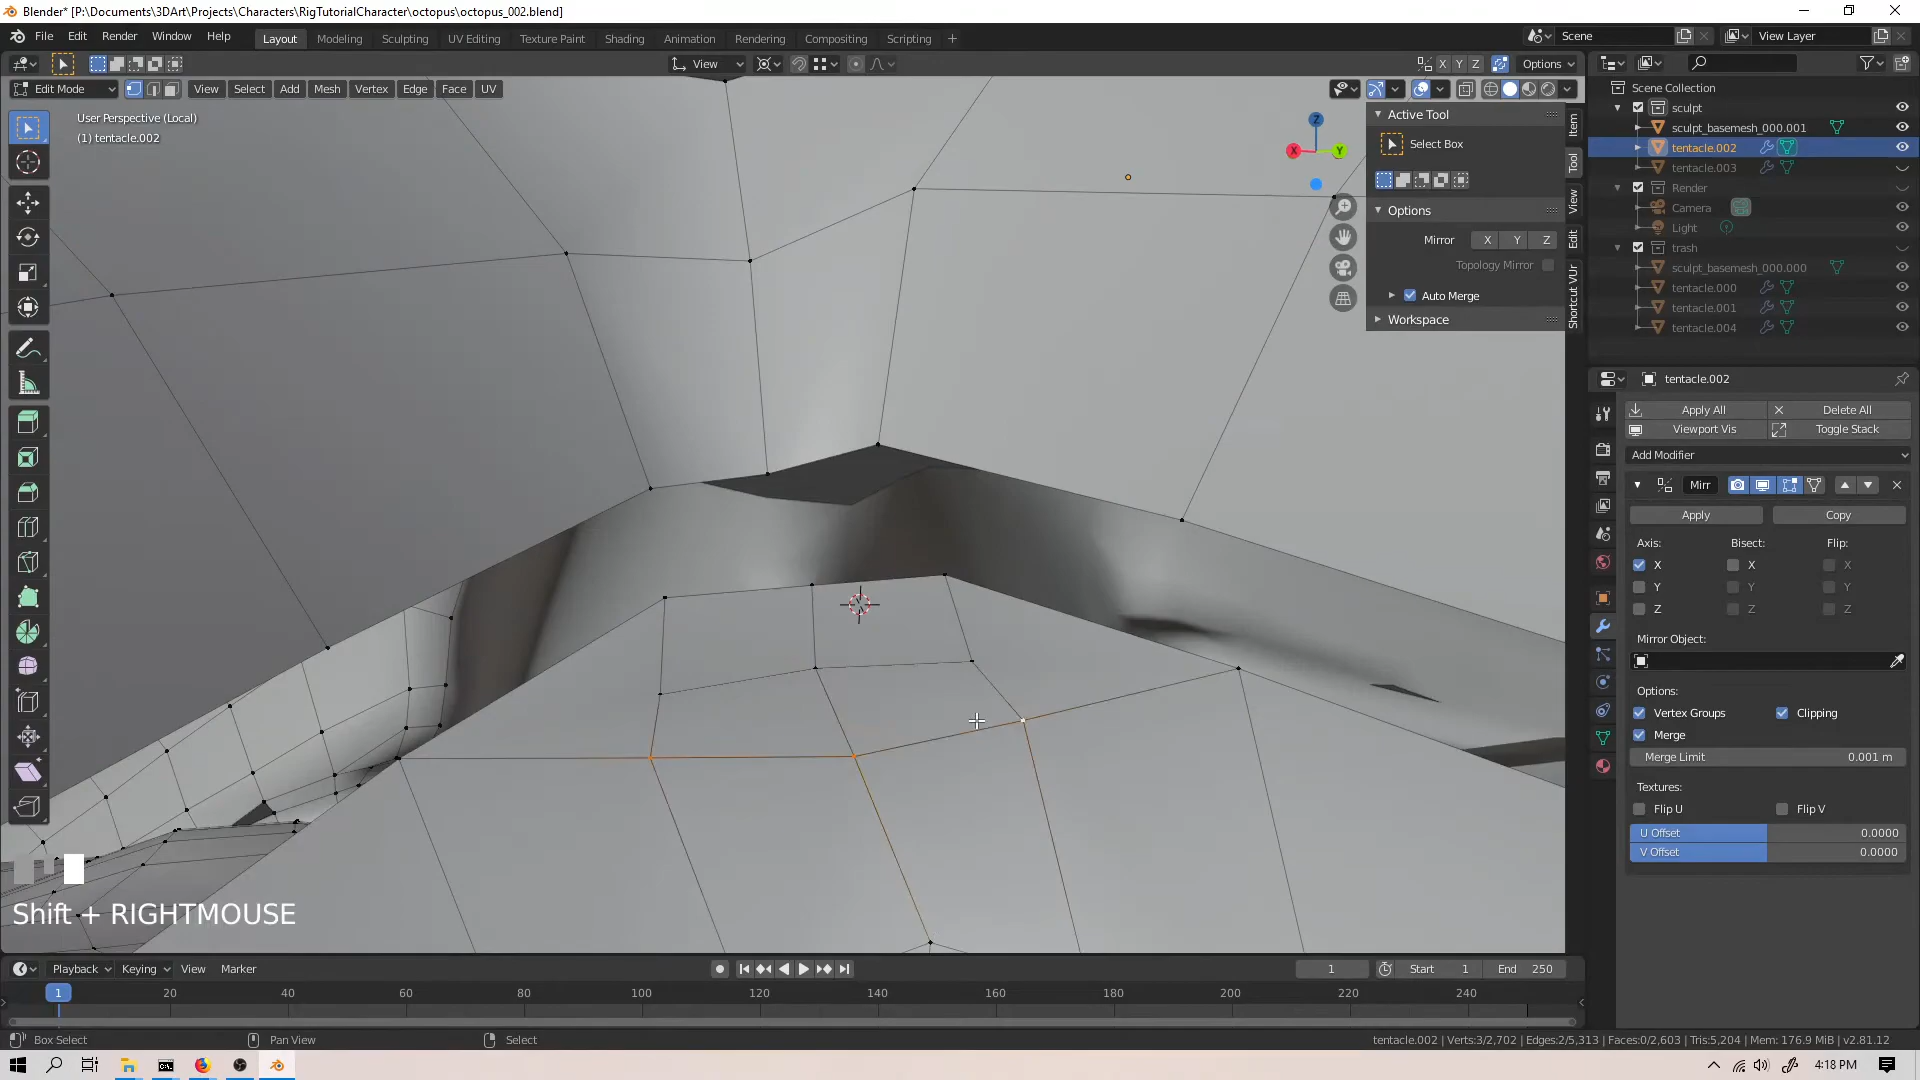 Blender* [P:\Documents\3DArt\Projects\Characters\RigTutorialCharacter\octopus\octopus_002.blend]
File Edit Render Window Help Layout Modeling Sculpting UV Editing Texture Paint Shading Animation Rendering Compositing Scripting + Scene View Layer
View X Y Z Options
Edit Mode View Select Add Mesh Vertex Edge Face UV
User Perspective (Local)
(1) tentacle.002
Z
X
Y
Active Tool
Select Box
Options
Mirror X Y Z
Topology Mirror
Auto Merge
Workspace
Item
Tool
View
Edit
Shortcut VUr
Scene Collection
sculpt
sculpt_basemesh_000.001
tentacle.002
tentacle.003
Render
Camera
Light
trash
sculpt_basemesh_000.000
tentacle.000
tentacle.001
tentacle.004
tentacle.002
Apply All Delete All
Viewport Vis Toggle Stack
Add Modifier
Mirr
Apply Copy
Axis: Bisect: Flip:
X X X
Y Y Y
Z Z Z
Mirror Object:
Options:
Vertex Groups Clipping
Merge
Merge Limit 0.001 m
Textures:
Flip U Flip V
U Offset 0.0000
V Offset 0.0000
Shift + RIGHTMOUSE
Playback Keying View Marker 1 Start 1 End 250
1 20 40 60 80 100 120 140 160 180 200 220 240
Box Select Pan View Select tentacle.002 | Verts:3/2,702 | Edges:2/5,313 | Faces:0/2,603 | Tris:5,204 | Mem: 176.9 MiB | v2.81.12
4:18 PM